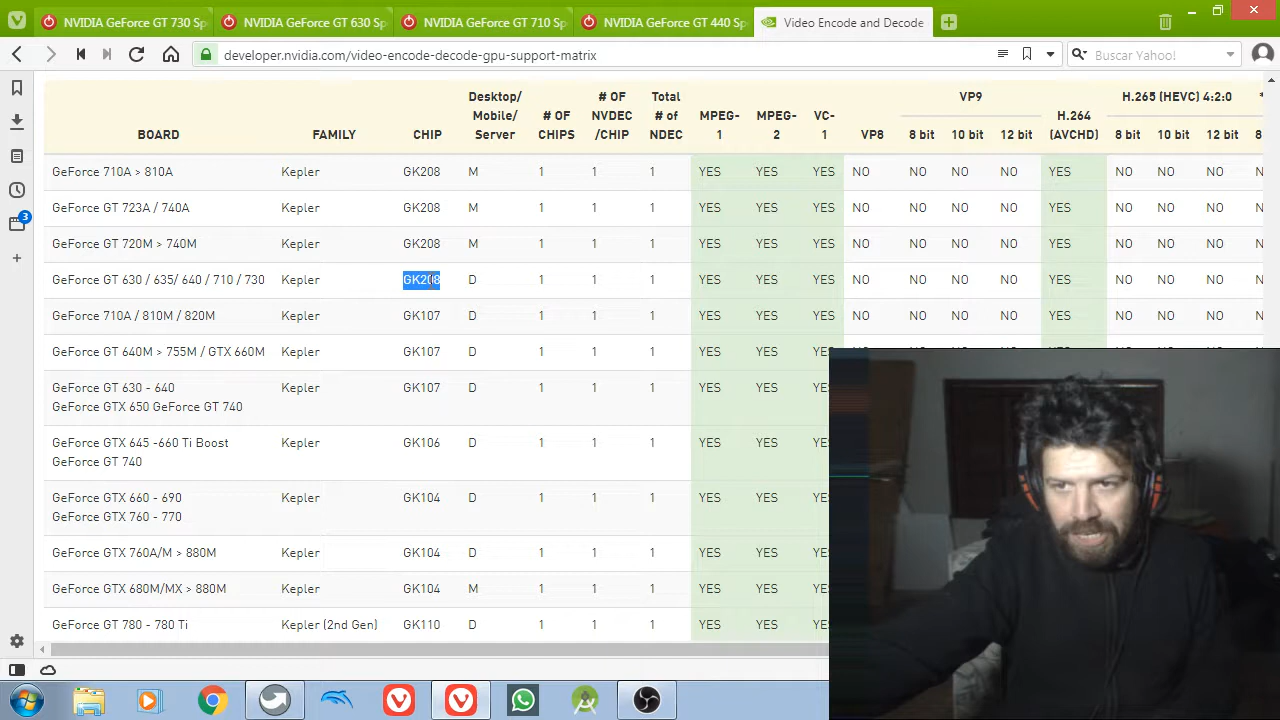 NVIDIA GeForce GT 730 Sp
NVIDIA GeForce GT 630 Sp
NVIDIA GeForce GT 710 Sp
NVIDIA GeForce GT 440 Sp
Video Encode and Decode
developer.nvidia.com/video-encode-decode-gpu-support-matrix
Buscar Yahoo!
3
BOARD FAMILY CHIP Desktop/ Mobile/ Server # OF CHIPS # OF NVDEC /CHIP Total # of NDEC MPEG-1 MPEG-2 VC-1 VP8 VP9 8 bit 10 bit 12 bit H.264 (AVCHD) H.265 (HEVC) 4:2:0 8 bit 10 bit 12 bit 8 *
GeForce 710A > 810A Kepler GK208 M 1 1 1 YES YES YES NO NO NO NO YES NO NO NO N
GeForce GT 723A / 740A Kepler GK208 M 1 1 1 YES YES YES NO NO NO NO YES NO NO NO N
GeForce GT 720M > 740M Kepler GK208 M 1 1 1 YES YES YES NO NO NO NO YES NO NO NO N
GeForce GT 630 / 635/ 640 / 710 / 730 Kepler GK208 D 1 1 1 YES YES YES NO NO NO NO YES NO NO NO N
GeForce 710A / 810M / 820M Kepler GK107 D 1 1 1 YES YES YES NO NO NO NO YES NO NO NO N
GeForce GT 640M > 755M / GTX 660M Kepler GK107 D 1 1 1 YES YES YES
GeForce GT 630 - 640 Kepler GK107 D 1 1 1 YES YES YE
GeForce GTX 650 GeForce GT 740
GeForce GTX 645 -660 Ti Boost Kepler GK106 D 1 1 1 YES YES YE
GeForce GT 740
GeForce GTX 660 - 690 Kepler GK104 D 1 1 1 YES YES YE
GeForce GTX 760 - 770
GeForce GTX 760A/M > 880M Kepler GK104 D 1 1 1 YES YES YE
GeForce GTX 680M/MX > 880M Kepler GK104 M 1 1 1 YES YES YE
GeForce GT 780 - 780 Ti Kepler (2nd Gen) GK110 D 1 1 1 YES YES YE